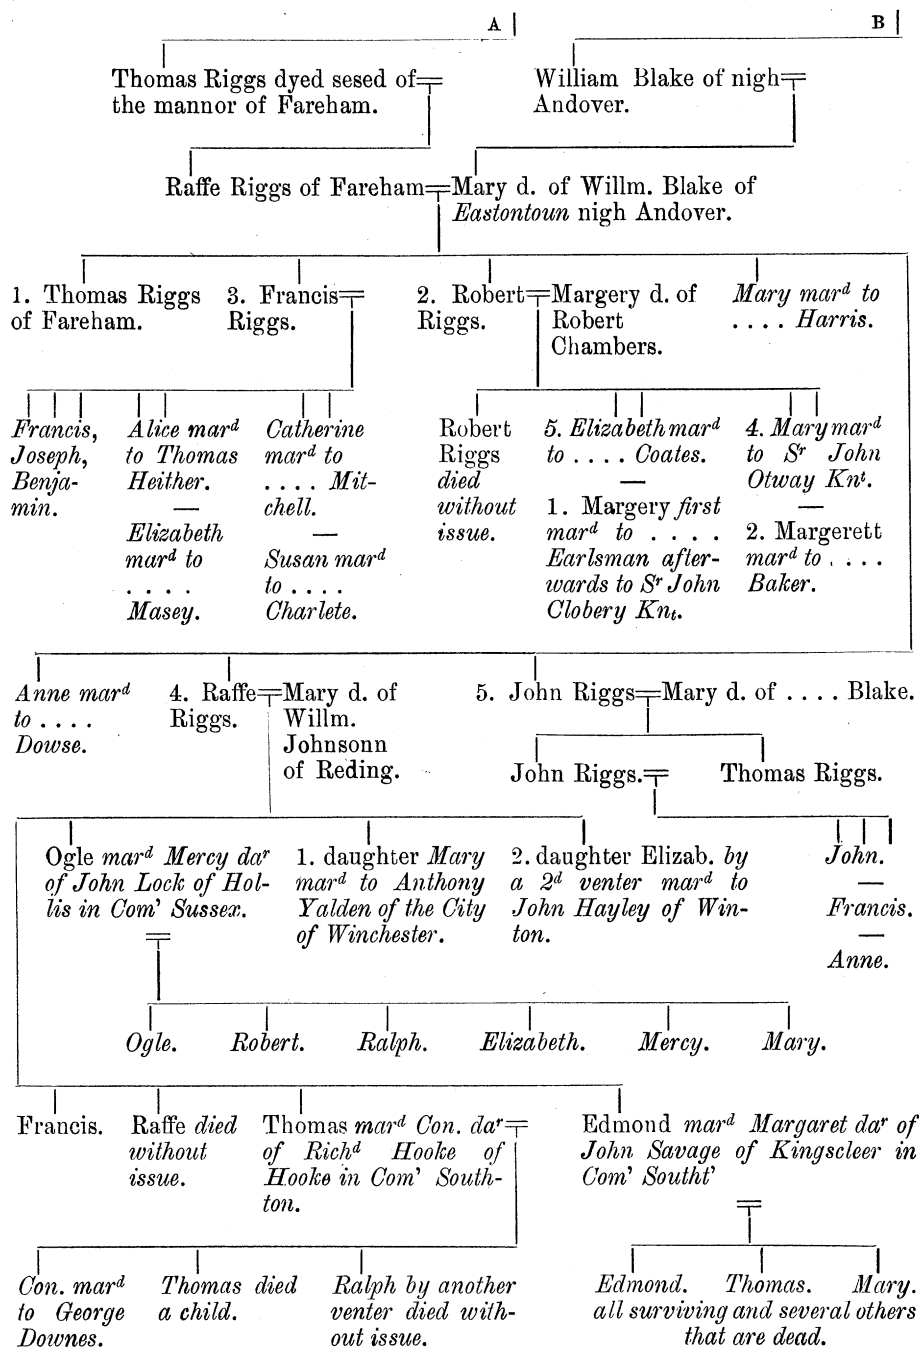 A
B
Thomas Riggs dyed sesed of
the mannor of Fareham.
William Blake of nigh
Andover.
Raffe Riggs of Fareham
Mary d. of Willm. Blake of
Eastontoun nigh Andover.
1. Thomas Riggs
of Fareham.
3. Francis
Riggs.
2. Robert
Riggs.
Margery d. of
Robert
Chambers.
Mary mard to
. . . . Harris.
Francis,
Joseph,
Benja-
min.
Alice mard
to Thomas
Heither.
—
Elizabeth
mard to
. . . .
Masey.
Catherine
mard to
. . . . Mit-
chell.
—
Susan mard
to . . . .
Charlete.
Robert
Riggs
died
without
issue.
5. Elizabeth mard
to . . . . Coates.
—
1. Margery first
mard to . . . .
Earlsman after-
wards to Sr John
Clobery Knt.
4. Mary mard
to Sr John
Otway Knt.
—
2. Margerett
mard to . . . .
Baker.
Anne mard
to . . . .
Dowse.
4. Raffe
Riggs.
Mary d. of
Willm.
Johnsonn
of Reding.
5. John Riggs
Mary d. of . . . . Blake.
John Riggs.
Thomas Riggs.
Ogle mard Mercy dar
of John Lock of Hol-
lis in Com' Sussex.
1. daughter Mary
mard to Anthony
Yalden of the City
of Winchester.
2. daughter Elizab. by
a 2d venter mard to
John Hayley of Win-
ton.
John.
—
Francis.
—
Anne.
Ogle. Robert. Ralph. Elizabeth. Mercy. Mary.
Francis.
Raffe died
without
issue.
Thomas mard Con. dar
of Richd Hooke of
Hooke in Com' South-
ton.
Edmond mard Margaret dar of
John Savage of Kingscleer in
Com' Southt'
Con. mard
to George
Downes.
Thomas died
a child.
Ralph by another
venter died with-
out issue.
Edmond. Thomas. Mary.
all surviving and several others
that are dead.